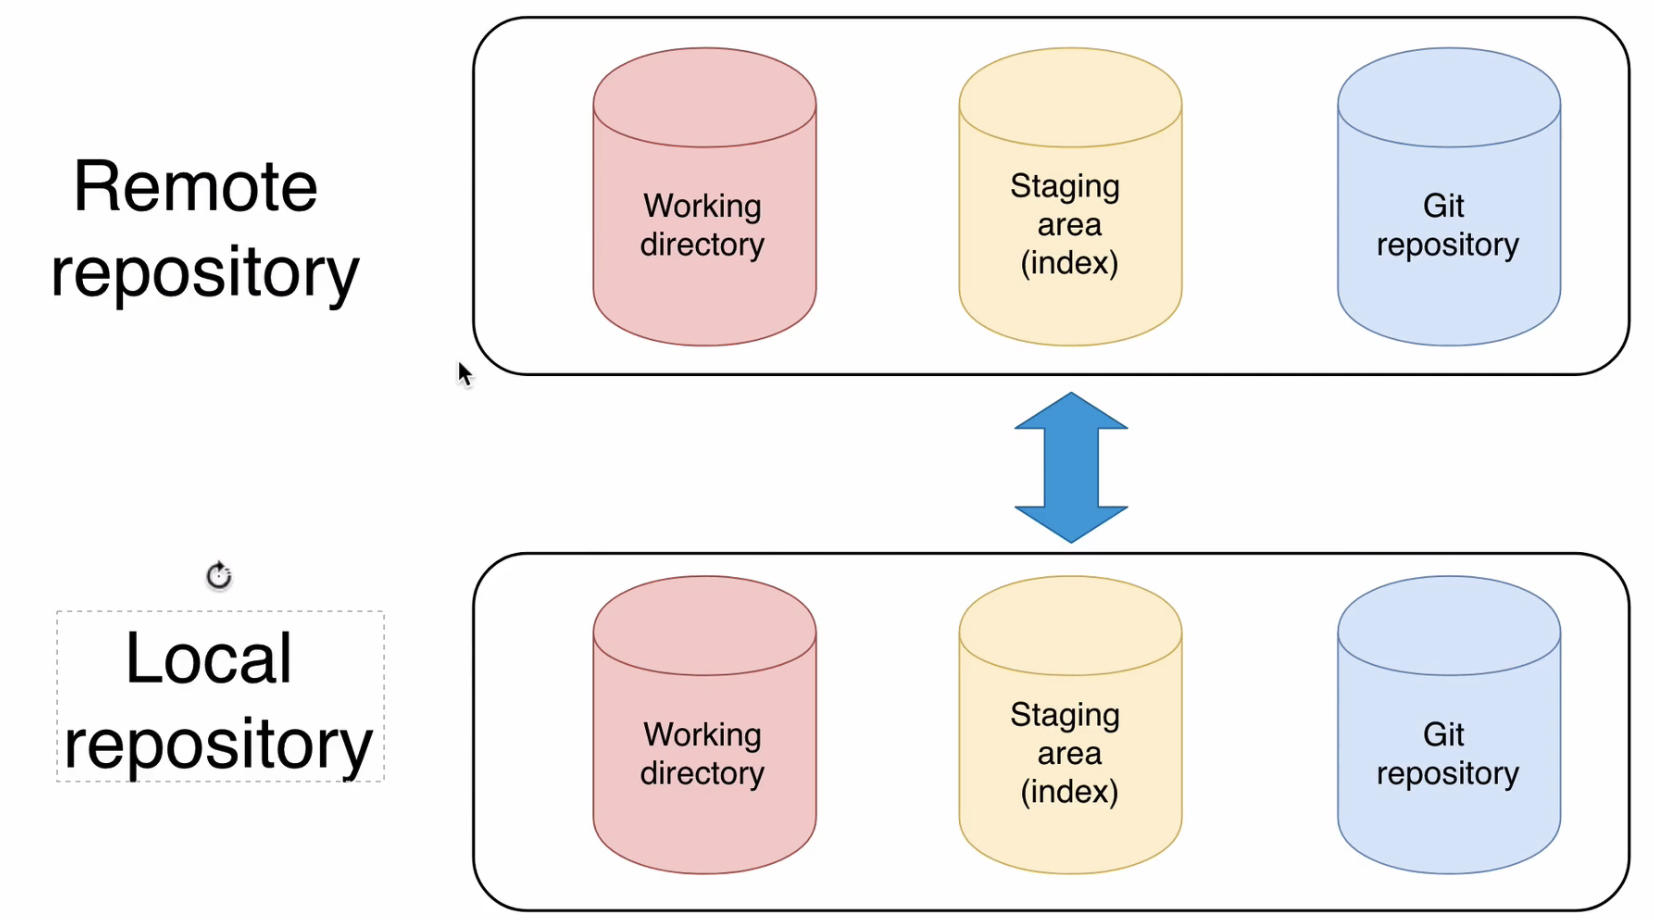 Remote
repository
Working
directory
Staging
area
(index)
Git
repository
Local
repository
Working
directory
Staging
area
(index)
Git
repository